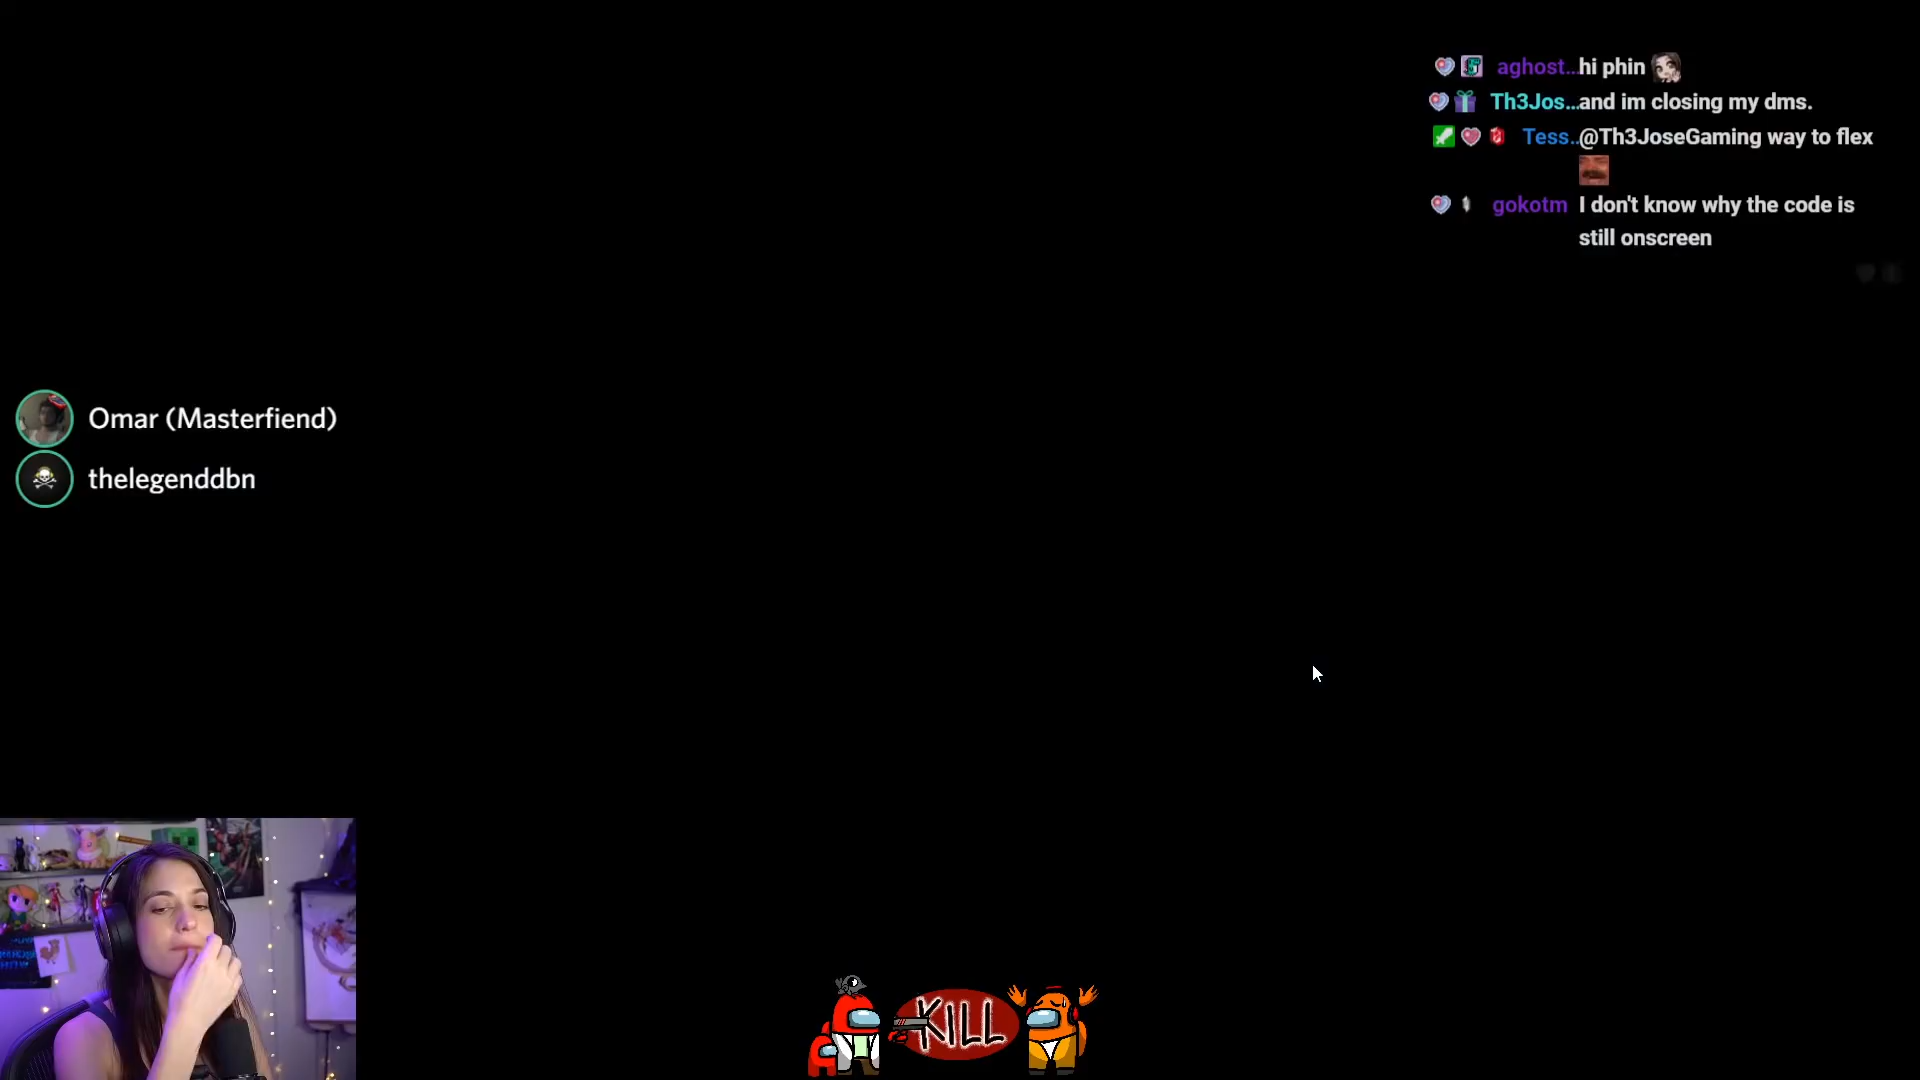 aghost...hi phin
Th3Jos...and im closing my dms.
Tess..@Th3JoseGaming way to flex
gokotm I don't know why the code is
still onscreen
Omar (Masterfiend)
thelegenddbn
KILL